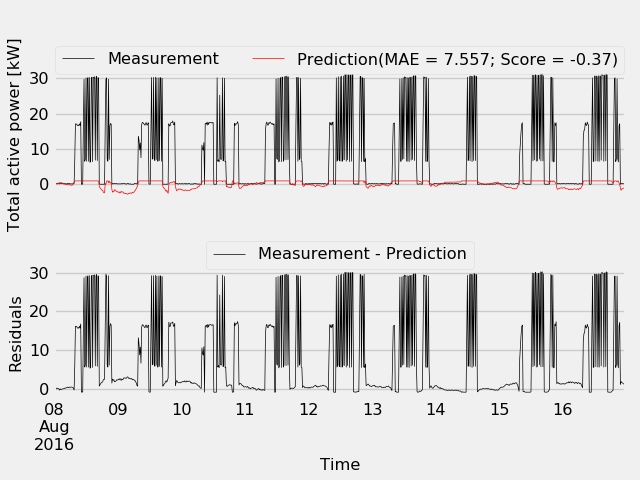 Measurement
Prediction(MAE = 7.557; Score = -0.37)
Total active power [kW]
30
20
10
0
Measurement - Prediction
Residuals
30
20
10
0
08 09 10 11 12 13 14 15 16
Aug
2016
Time